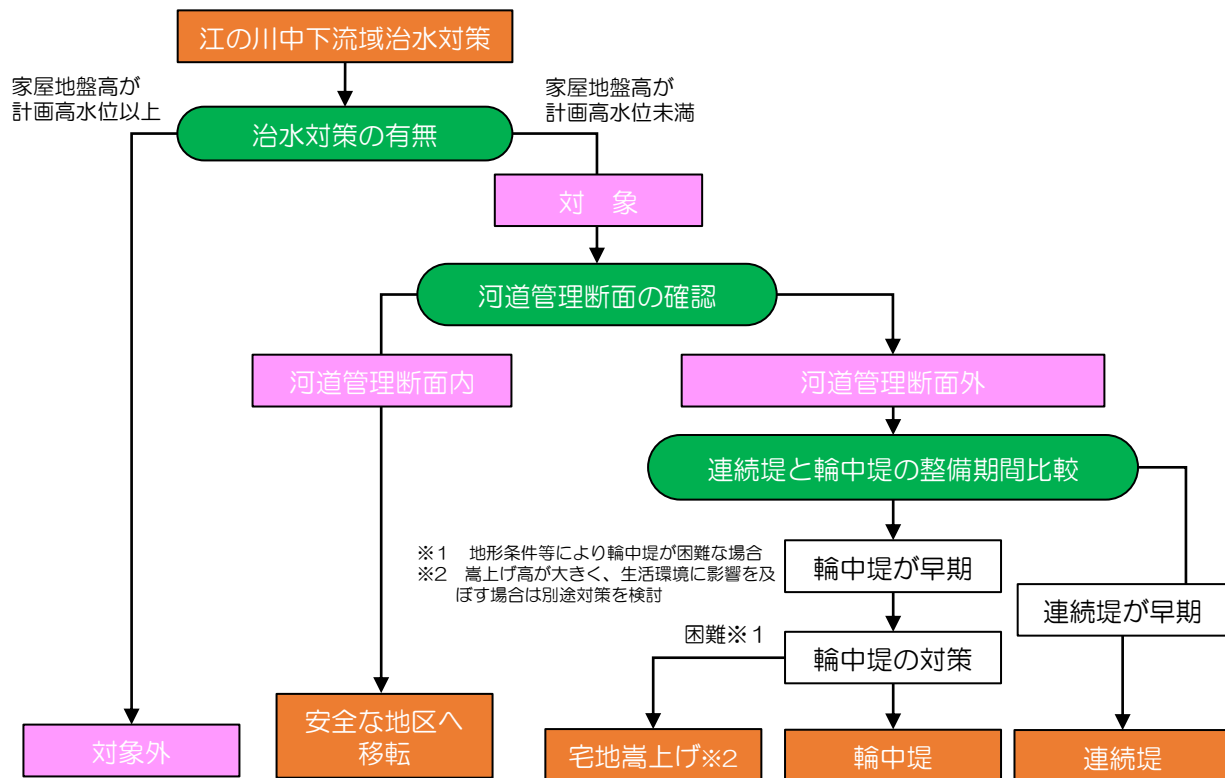 江の川中下流域治水対策
家屋地盤高が
計画高水位以上
家屋地盤高が
計画高水位未満
治水対策の有無
対　象
河道管理断面の確認
河道管理断面内
河道管理断面外
連続堤と輪中堤の整備期間比較
※１　地形条件等により輪中堤が困難な場合
※２　嵩上げ高が大きく、生活環境に影響を及
ぼす場合は別途対策を検討
輪中堤が早期
連続堤が早期
困難※１
輪中堤の対策
対象外
安全な地区へ
移転
宅地嵩上げ※２
輪中堤
連続堤